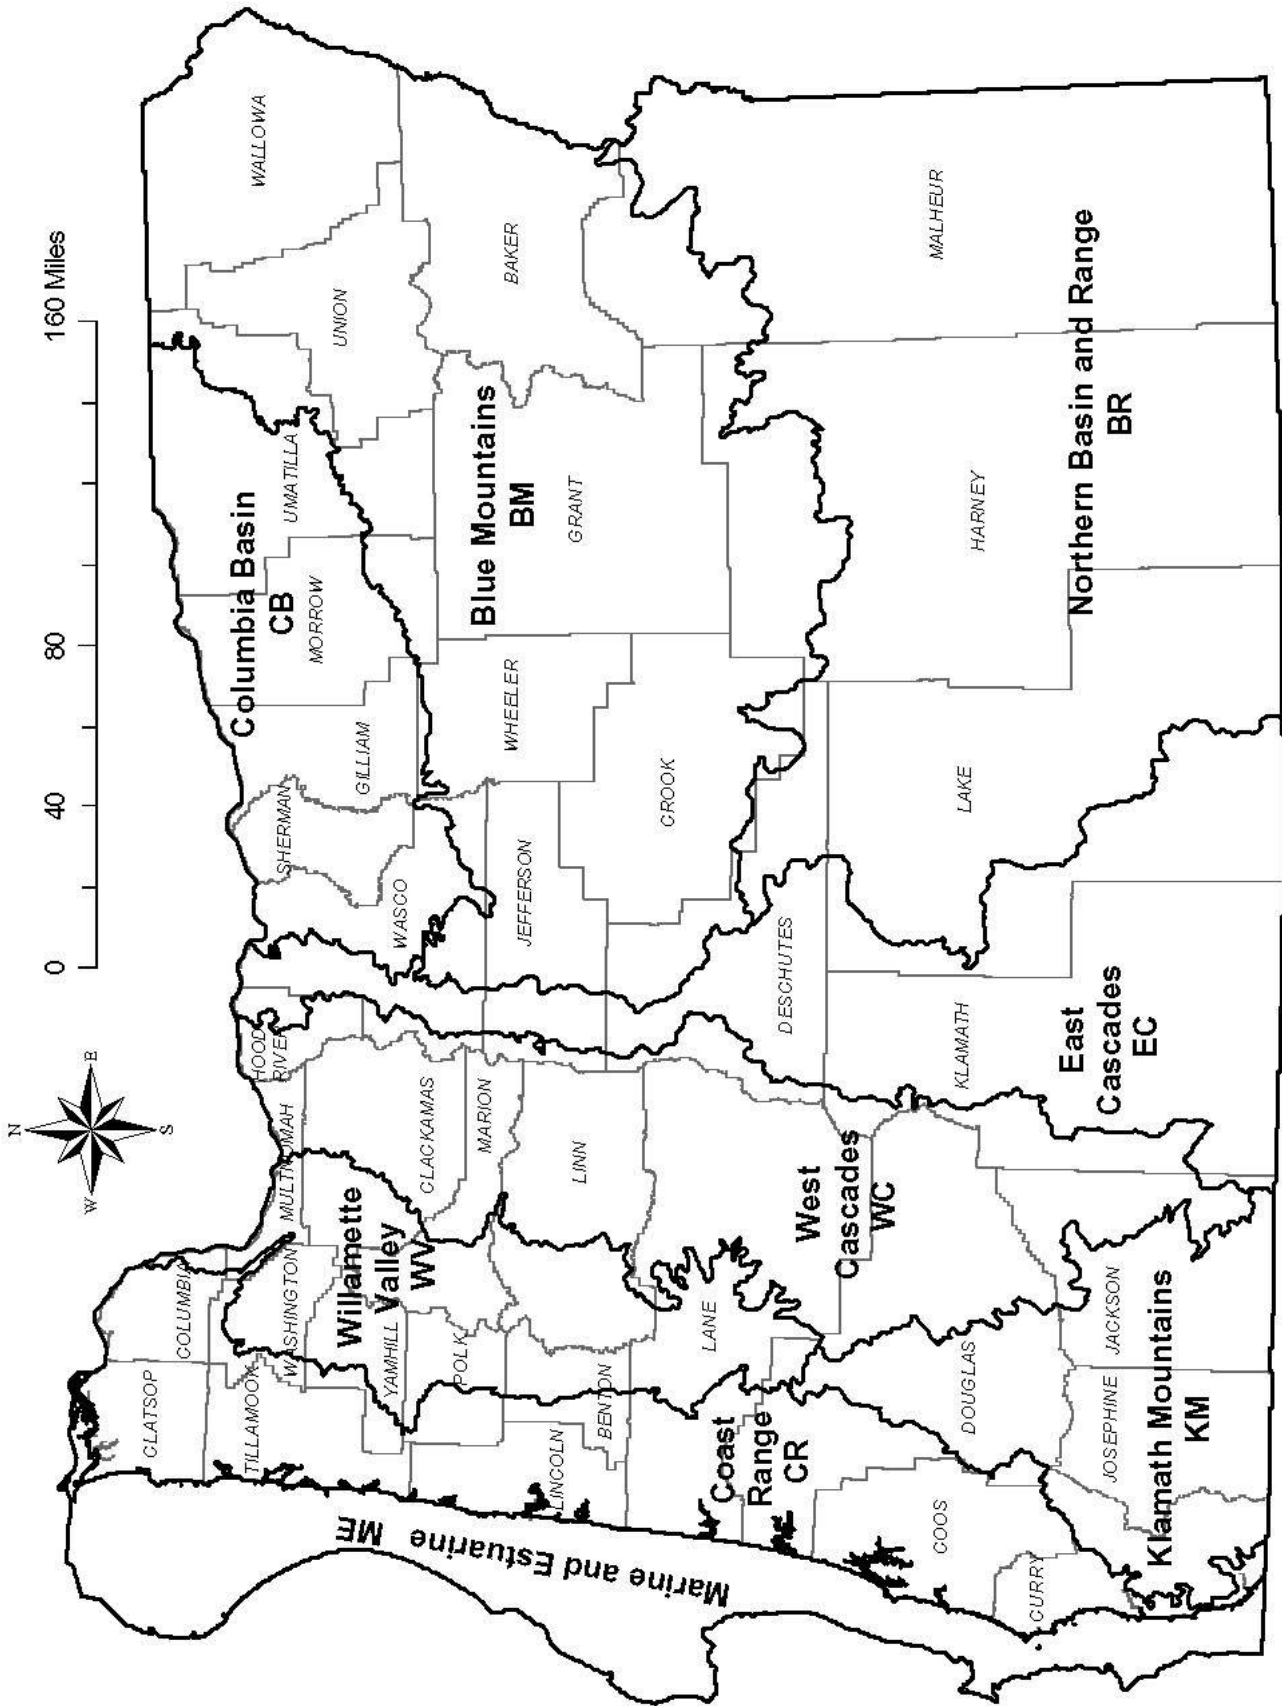 N
W
E
S
0
40
80
160 Miles
CLATSOP
COLUMBIA
TILLAMOOK
WASHINGTON
MULTNOMAH
HOOD
RIVER
SHERMAN
GILLIAM
MORROW
UMATILLA
UNION
WALLOWA
Columbia Basin
CB
YAMHILL
POLK
Willamette
Valley
WV
CLACKAMAS
MARION
WASCO
Marine and Estuarine
ME
LINCOLN
BENTON
LINN
JEFFERSON
WHEELER
Blue Mountains
BM
GRANT
BAKER
LANE
CROOK
Coast
Range
CR
West
Cascades
WC
DESCHUTES
COOS
DOUGLAS
KLAMATH
LAKE
HARNEY
MALHEUR
CURRY
JOSEPHINE
JACKSON
Klamath Mountains
KM
East
Cascades
EC
Northern Basin and Range
BR